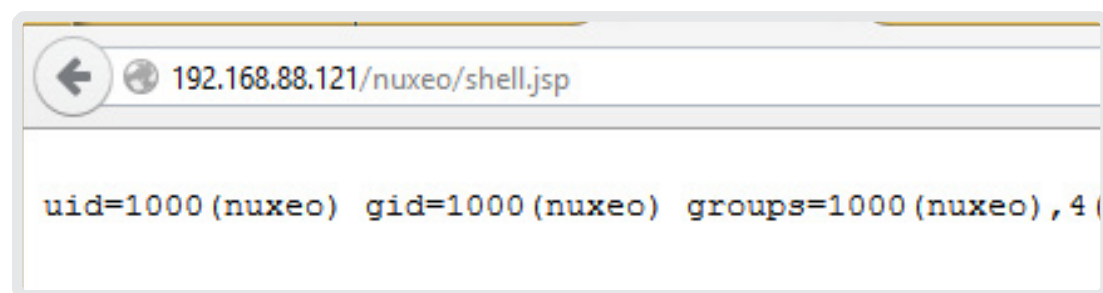 192.168.88.121/nuxeo/shell.jsp
uid=1000(nuxeo) gid=1000(nuxeo) groups=1000(nuxeo),4(